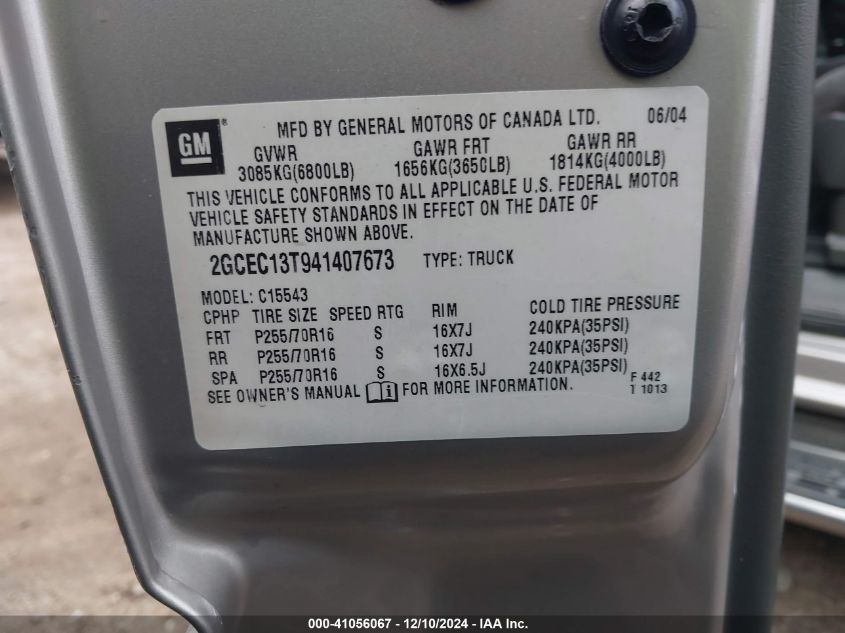 GM® MFD BY GENERAL MOTORS OF CANADA LTD. 06/04
GVWR GAWR FRT GAWR RR
3085KG(6800LB) 1656KG(3650LB) 1814KG(4000LB)
THIS VEHICLE CONFORMS TO ALL APPLICABLE U.S. FEDERAL MOTOR
VEHICLE SAFETY STANDARDS IN EFFECT ON THE DATE OF
MANUFACTURE SHOWN ABOVE.
2GCEC13T941407673 TYPE: TRUCK
MODEL: C15543
CPHP TIRE SIZE SPEED RTG RIM COLD TIRE PRESSURE
FRT P255/70R16 S 16X7J 240KPA(35PSI)
RR P255/70R16 S 16X7J 240KPA(35PSI)
SPA P255/70R16 S 16X6.5J 240KPA(35PSI)
SEE OWNER'S MANUAL FOR MORE INFORMATION.
F 442
T 1013
000-41056067 - 12/10/2024 - IAA Inc.